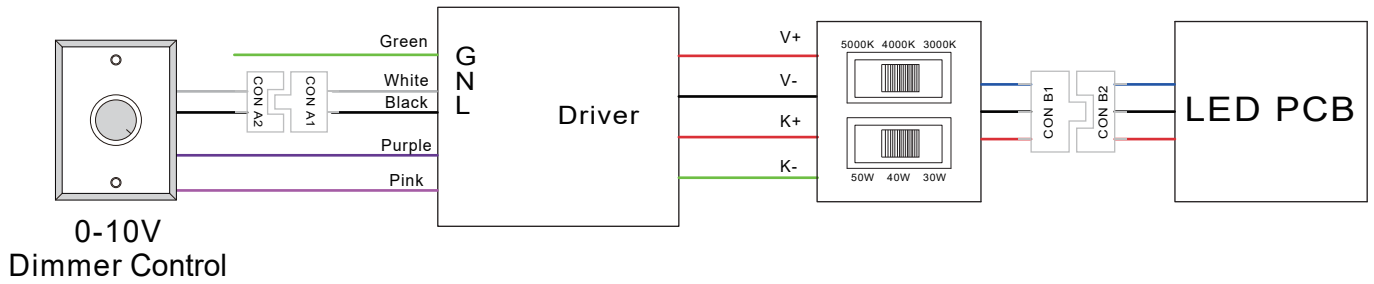 Green
White
Black
Purple
Pink
CON A2
CON A1
G
N
L
Driver
V+
V-
K+
K-
5000K 4000K 3000K
50W 40W 30W
CON B1
CON B2
LED PCB
0-10V
Dimmer Control